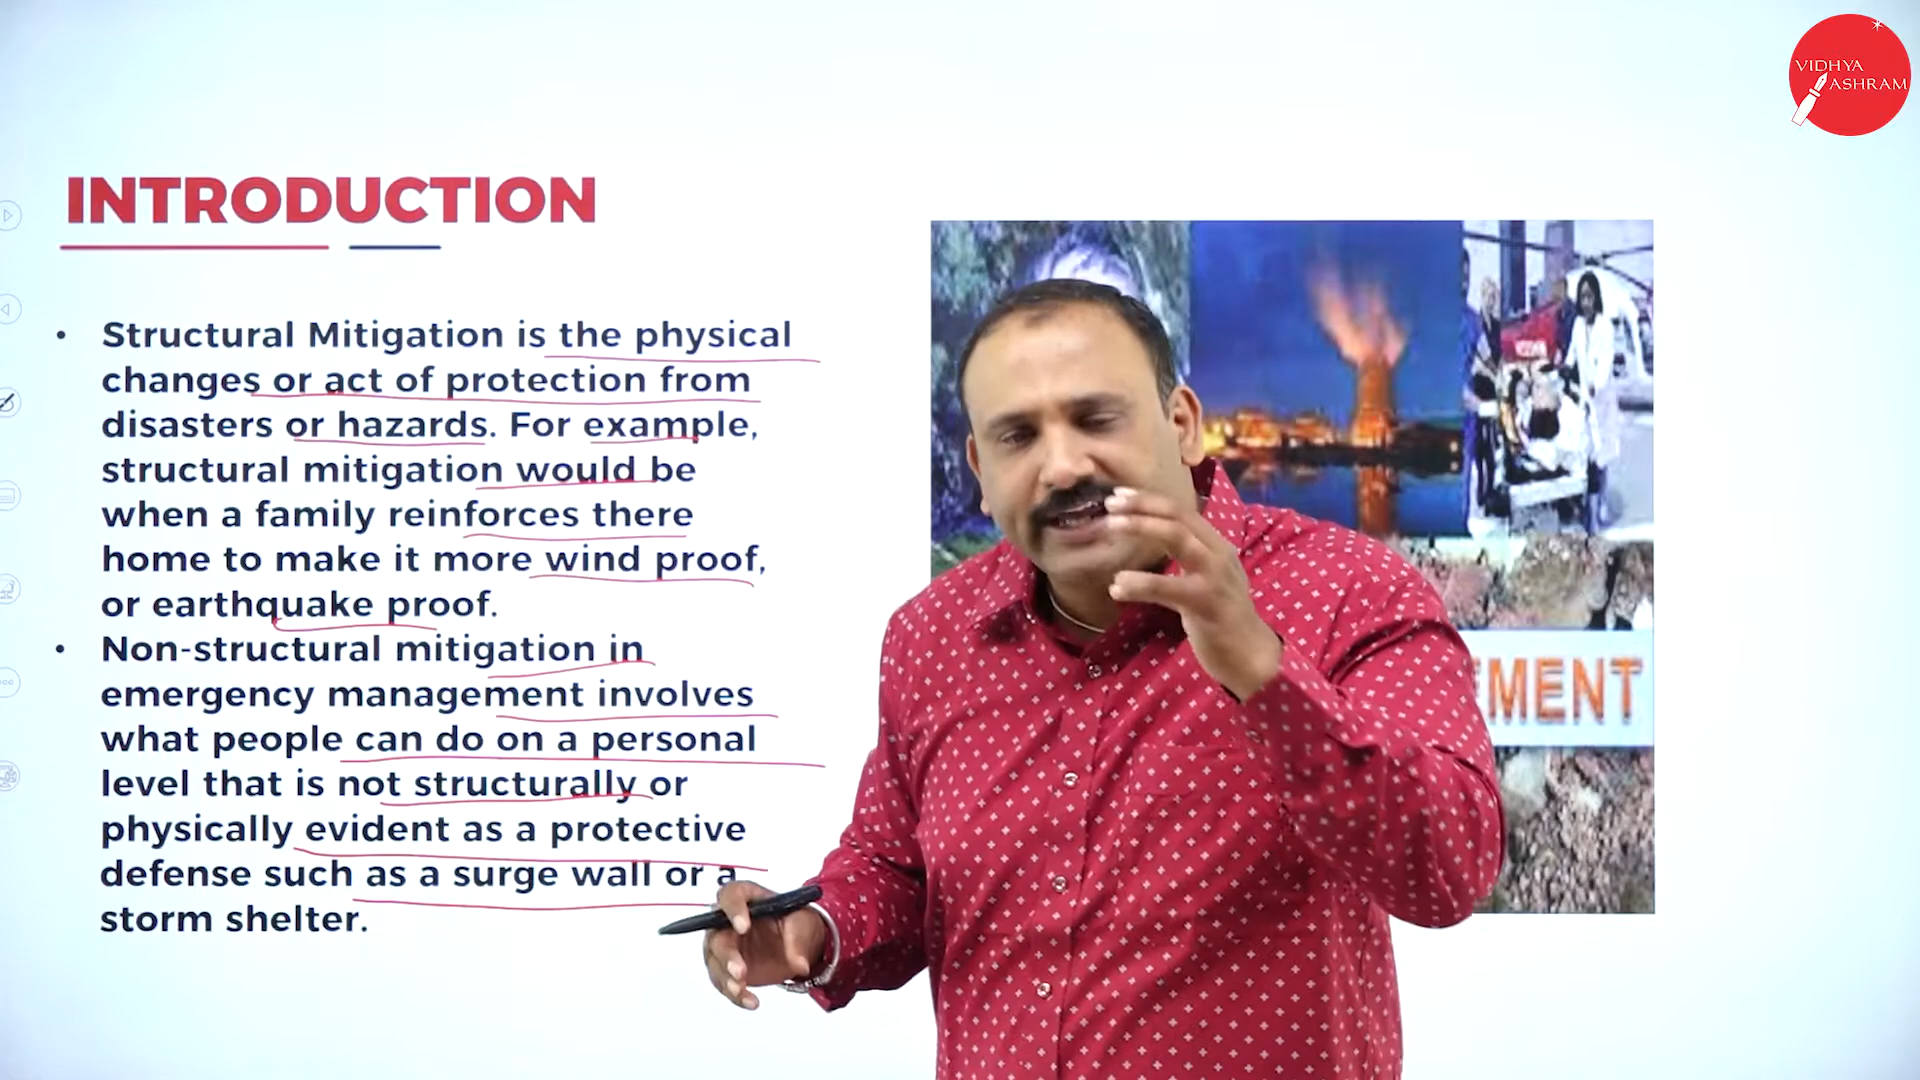 VIDHYA
ASHRAM
INTRODUCTION
• Structural Mitigation is the physical
changes or act of protection from
disasters or hazards. For example,
structural mitigation would be
when a family reinforces there
home to make it more wind proof,
or earthquake proof.
• Non-structural mitigation in
emergency management involves
what people can do on a personal
level that is not structurally or
physically evident as a protective
defense such as a surge wall or a
storm shelter.
EMENT